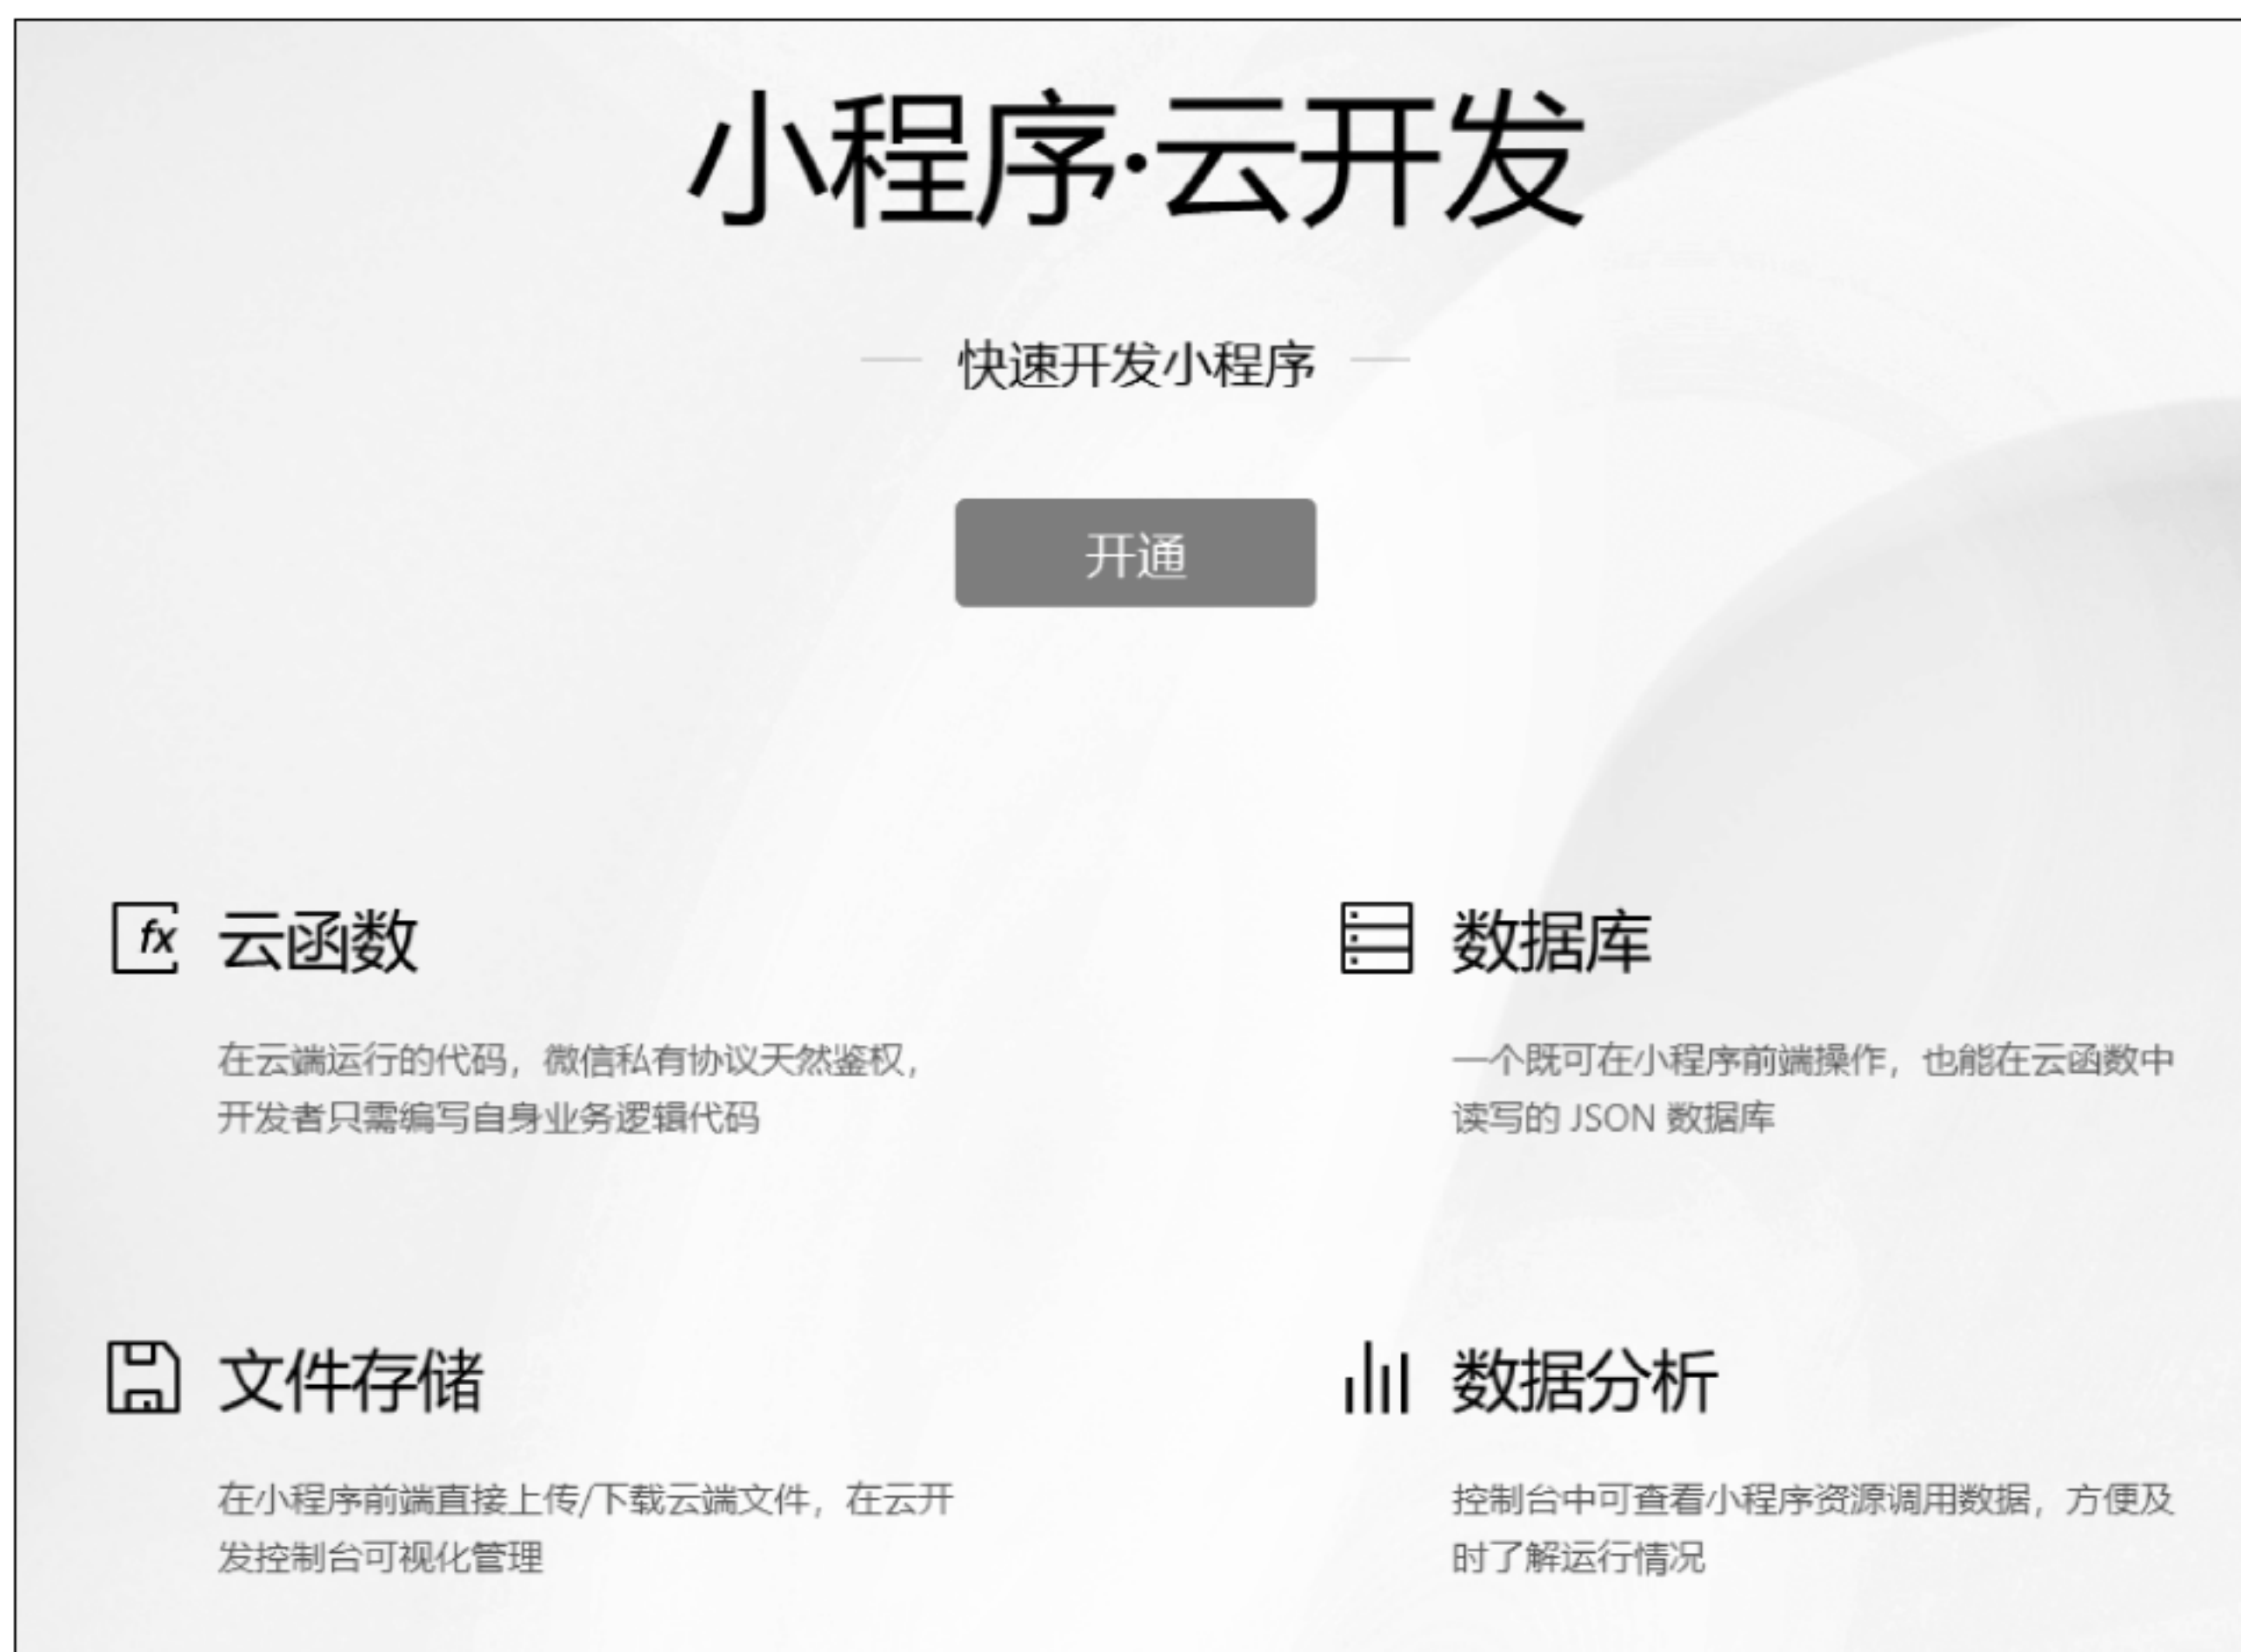 小程序·云开发
快速开发小程序
开通
fx 云函数
在云端运行的代码，微信私有协议天然鉴权，
开发者只需编写自身业务逻辑代码
数据库
一个既可在小程序前端操作，也能在云函数中
读写的 JSON 数据库
文件存储
在小程序前端直接上传/下载云端文件，在云开
发控制台可视化管理
数据分析
控制台中可查看小程序资源调用数据，方便及
时了解运行情况